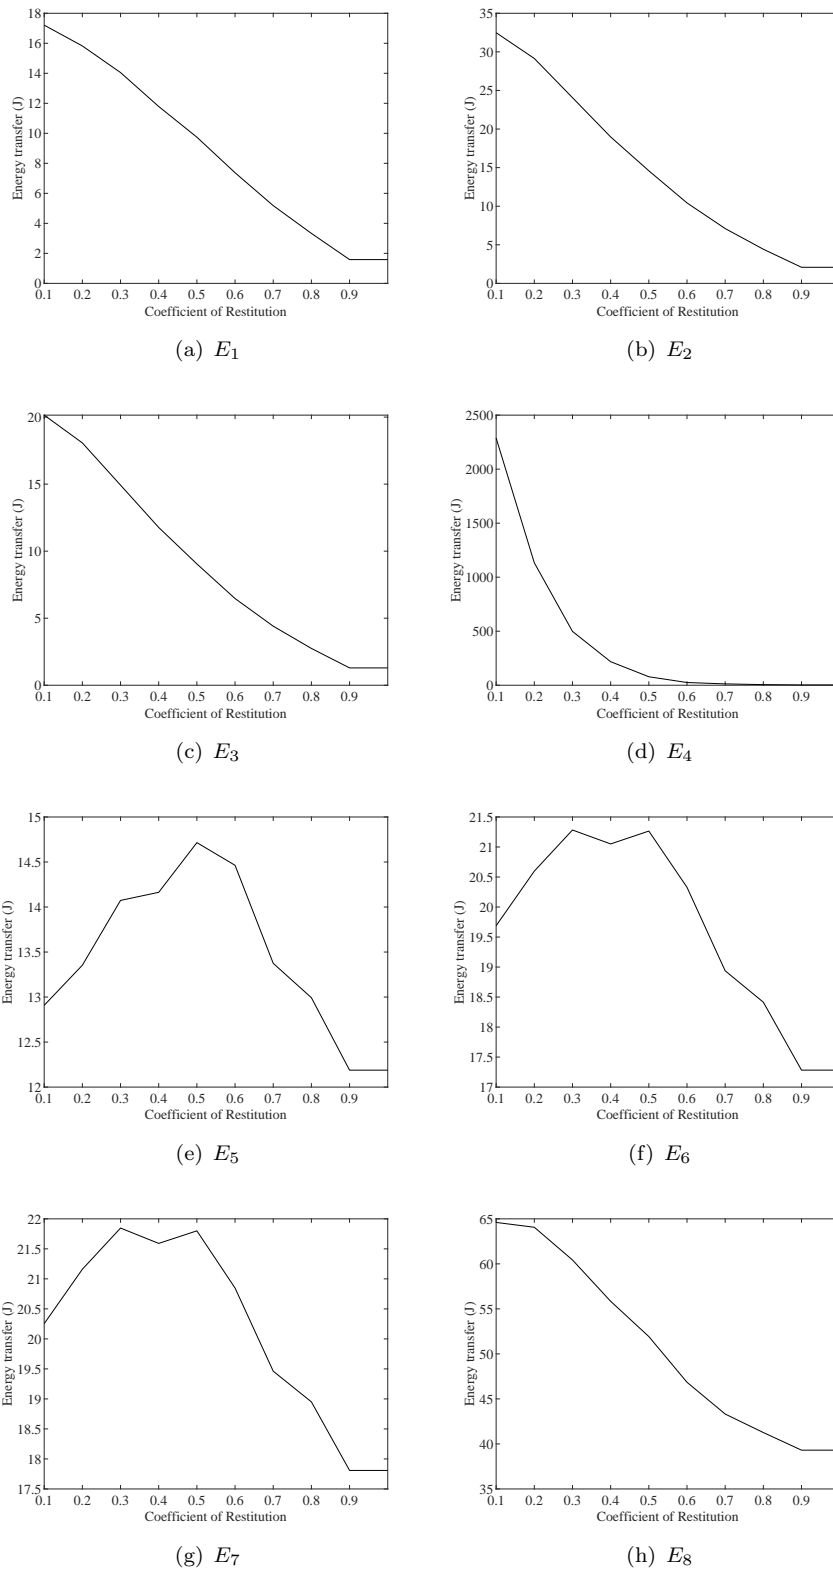 18
16
14
12
10
8
6
4
2
0
Energy transfer (J)
0.1 0.2 0.3 0.4 0.5 0.6 0.7 0.8 0.9
Coefficient of Restitution
(a) E1
35
30
25
20
15
10
5
0
Energy transfer (J)
0.1 0.2 0.3 0.4 0.5 0.6 0.7 0.8 0.9
Coefficient of Restitution
(b) E2
20
15
10
5
0
Energy transfer (J)
0.1 0.2 0.3 0.4 0.5 0.6 0.7 0.8 0.9
Coefficient of Restitution
(c) E3
2500
2000
1500
1000
500
0
Energy transfer (J)
0.1 0.2 0.3 0.4 0.5 0.6 0.7 0.8 0.9
Coefficient of Restitution
(d) E4
15
14.5
14
13.5
13
12.5
12
Energy transfer (J)
0.1 0.2 0.3 0.4 0.5 0.6 0.7 0.8 0.9
Coefficient of Restitution
(e) E5
21.5
21
20.5
20
19.5
19
18.5
18
17.5
17
Energy transfer (J)
0.1 0.2 0.3 0.4 0.5 0.6 0.7 0.8 0.9
Coefficient of Restitution
(f) E6
22
21.5
21
20.5
20
19.5
19
18.5
18
17.5
Energy transfer (J)
0.1 0.2 0.3 0.4 0.5 0.6 0.7 0.8 0.9
Coefficient of Restitution
(g) E7
65
60
55
50
45
40
35
Energy transfer (J)
0.1 0.2 0.3 0.4 0.5 0.6 0.7 0.8 0.9
Coefficient of Restitution
(h) E8